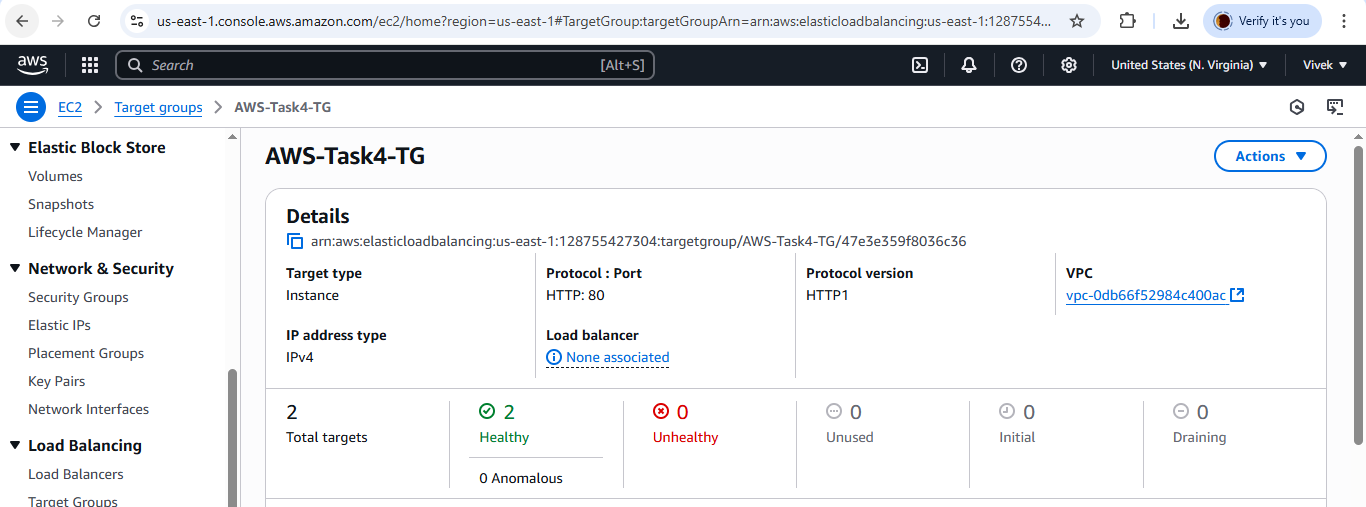 us-east-1.console.aws.amazon.com/ec2/home?region=us-east-1#TargetGroup:targetGroupArn=arn:aws:elasticloadbalancing:us-east-1:1287554...
Verify it's you
aws
Search
[Alt+S]
United States (N. Virginia)
Vivek
EC2
Target groups
AWS-Task4-TG
Elastic Block Store
Volumes
Snapshots
Lifecycle Manager
Network & Security
Security Groups
Elastic IPs
Placement Groups
Key Pairs
Network Interfaces
Load Balancing
Load Balancers
Target Groups
AWS-Task4-TG
Actions
Details
arn:aws:elasticloadbalancing:us-east-1:128755427304:targetgroup/AWS-Task4-TG/47e3e359f8036c36
Target type
Instance
Protocol : Port
HTTP: 80
Protocol version
HTTP1
VPC
vpc-0db66f52984c400ac
IP address type
IPv4
Load balancer
None associated
2
Total targets
2
Healthy
0 Anomalous
0
Unhealthy
0
Unused
0
Initial
0
Draining